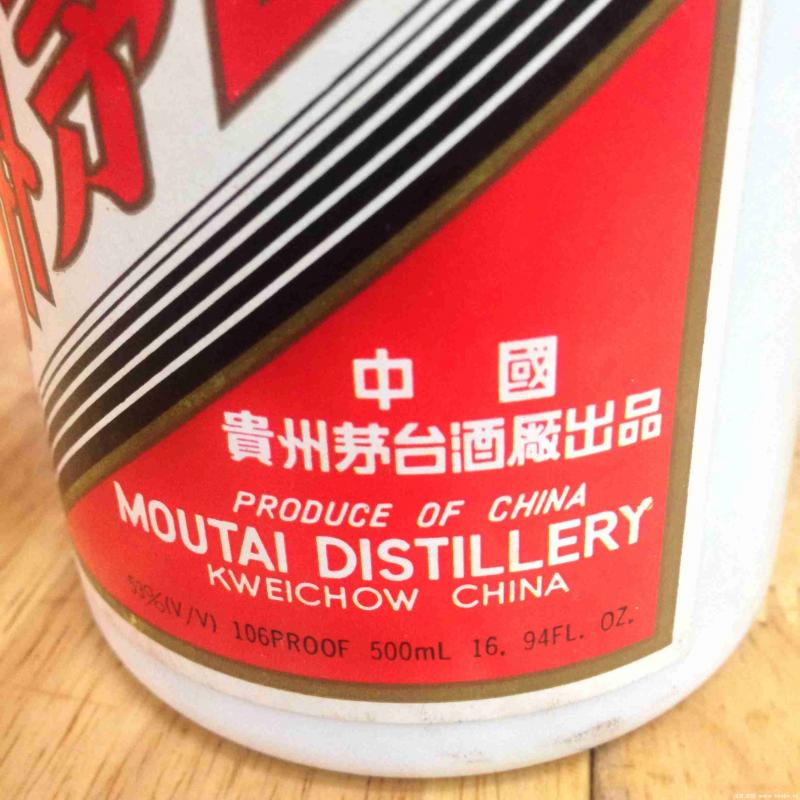 中 國
貴州茅台酒廠出品
PRODUCE OF CHINA
MOUTAI DISTILLERY
KWEICHOW CHINA
53%(V/V) 106PROOF 500mL 16. 94FL. OZ.